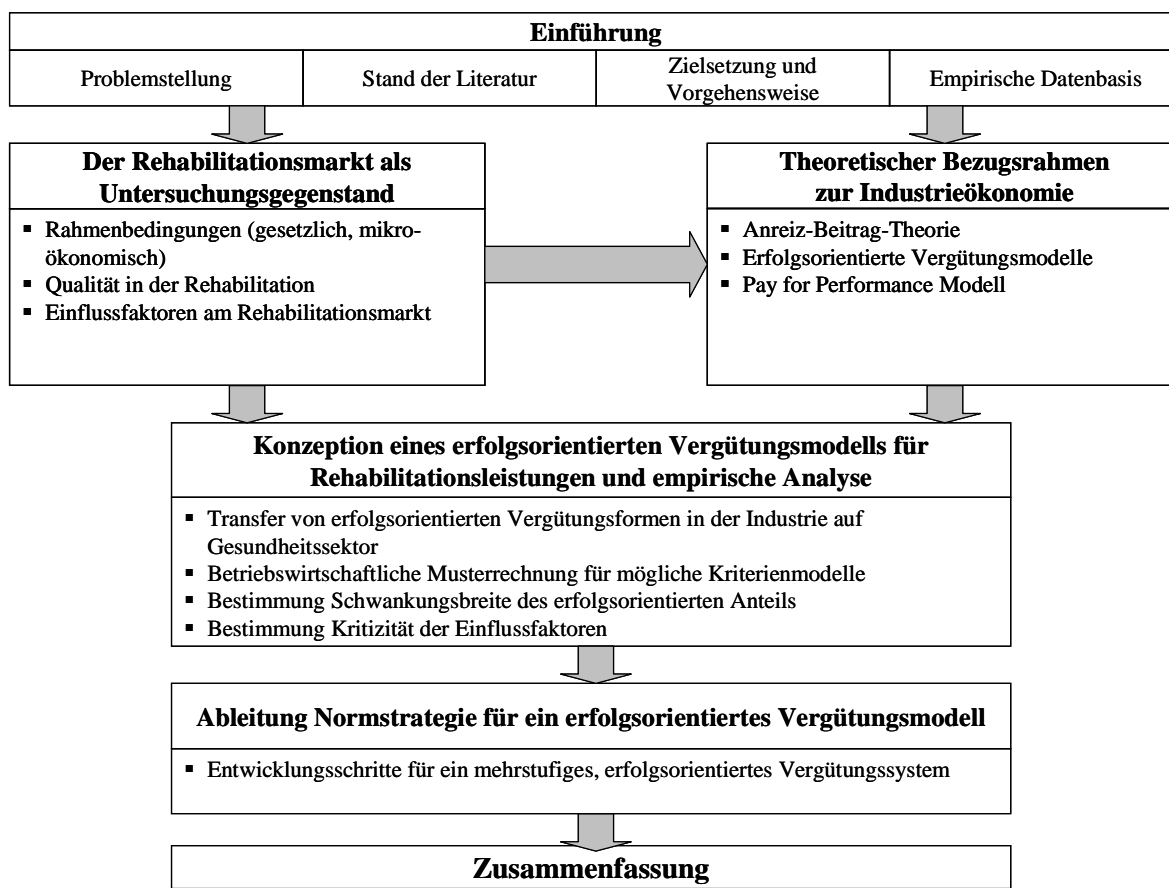 Einführung
Problemstellung
Stand der Literatur
Zielsetzung und
Vorgehensweise
Empirische Datenbasis
Der Rehabilitationsmarkt als
Untersuchungsgegenstand
▪ Rahmenbedingungen (gesetzlich, mikro-
ökonomisch)
▪ Qualität in der Rehabilitation
▪ Einflussfaktoren am Rehabilitationsmarkt
Theoretischer Bezugsrahmen
zur Industrieökonomie
▪ Anreiz-Beitrag-Theorie
▪ Erfolgsorientierte Vergütungsmodelle
▪ Pay for Performance Modell
Konzeption eines erfolgsorientierten Vergütungsmodells für
Rehabilitationsleistungen und empirische Analyse
▪ Transfer von erfolgsorientierten Vergütungsformen in der Industrie auf
Gesundheitssektor
▪ Betriebswirtschaftliche Musterrechnung für mögliche Kriterienmodelle
▪ Bestimmung Schwankungsbreite des erfolgsorientierten Anteils
▪ Bestimmung Kritizität der Einflussfaktoren
Ableitung Normstrategie für ein erfolgsorientiertes Vergütungsmodell
▪ Entwicklungsschritte für ein mehrstufiges, erfolgsorientiertes Vergütungssystem
Zusammenfassung